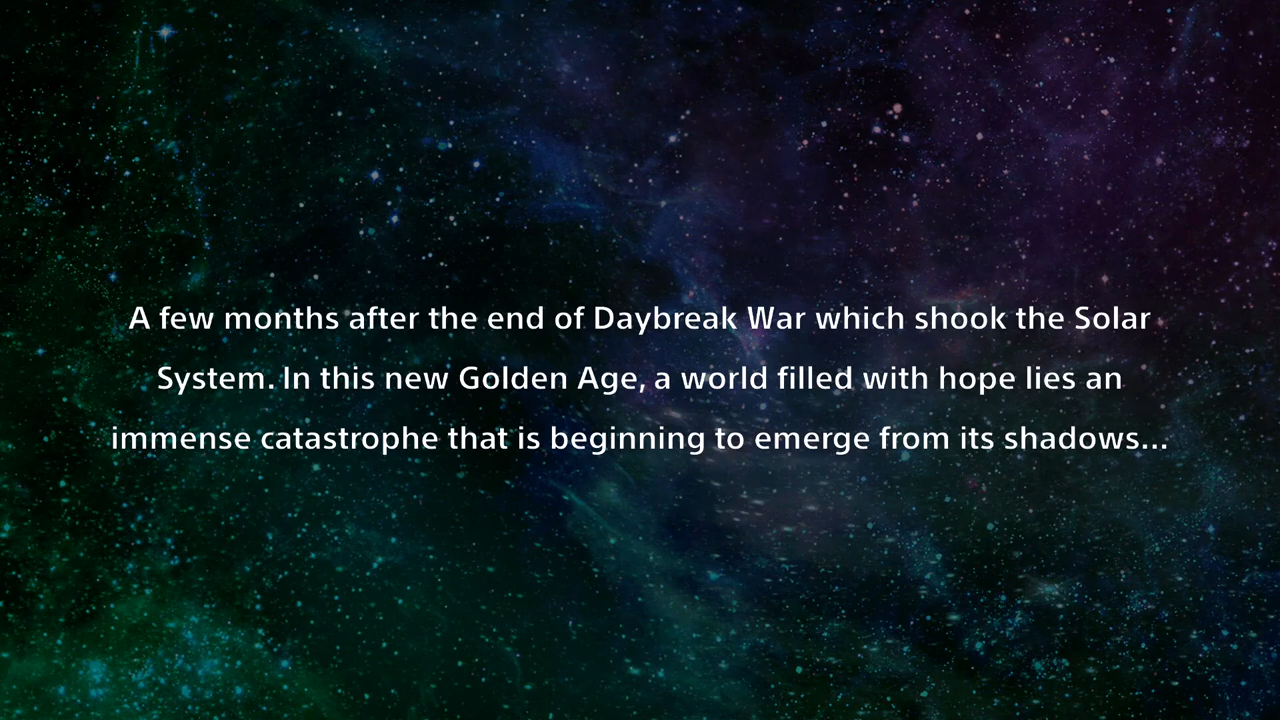 A few months after the end of Daybreak War which shook the Solar
System. In this new Golden Age, a world filled with hope lies an
immense catastrophe that is beginning to emerge from its shadows...